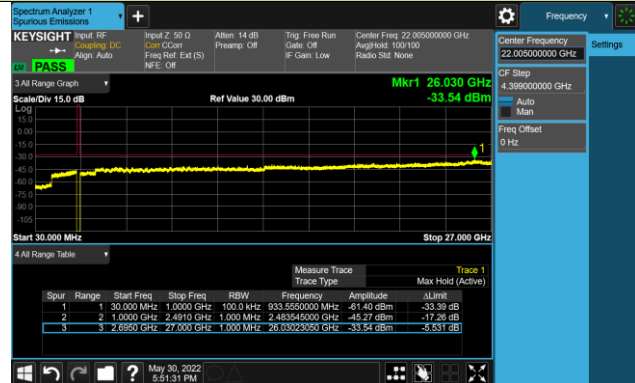 Spectrum Analyzer 1
Spurious Emissions
Frequency
KEYSIGHT
Input: RF
Coupling: DC
Align: Auto
Input Z: 50 Ω
Corr CCorr
Freq Ref: Ext (S)
NFE: Off
Atten: 14 dB
Preamp: Off
Trig: Free Run
Gate: Off
IF Gain: Low
Center Freq: 22.005000000 GHz
Avg|Hold: 100/100
Radio Std: None
PASS
Center Frequency
22.005000000 GHz
Settings
CF Step
4.399000000 GHz
Auto
Man
Freq Offset
0 Hz
3 All Range Graph
Mkr1 26.030 GHz
Scale/Div 15.0 dB
Ref Value 30.00 dBm
-33.54 dBm
Log
15.0
0.00
-15.0
-30.0
-45.0
-60.0
-75.0
-90.0
-105
1
Start 30.000 MHz
Stop 27.000 GHz
4 All Range Table
Measure Trace Trace 1
Trace Type Max Hold (Active)
Spur Range Start Freq Stop Freq RBW Frequency Amplitude ΔLimit
1 1 30.000 MHz 1.0000 GHz 100.0 kHz 933.5550000 MHz -61.40 dBm -33.39 dB
2 2 1.0000 GHz 2.4910 GHz 1.000 MHz 2.483545000 GHz -45.27 dBm -17.26 dB
3 3 2.6950 GHz 27.000 GHz 1.000 MHz 26.03023050 GHz -33.54 dBm -5.531 dB
May 30, 2022
5:51:31 PM